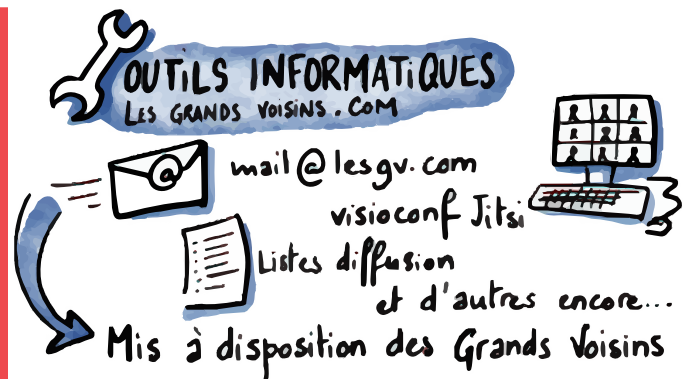 OUTiLS INFORMATiQUES
LES GRANDS VOISINS.COM
@
mail@lesgv.com
visioconf Jitsi
Listes diffusion
et d'autres encore...
Mis à disposition des Grands Voisins